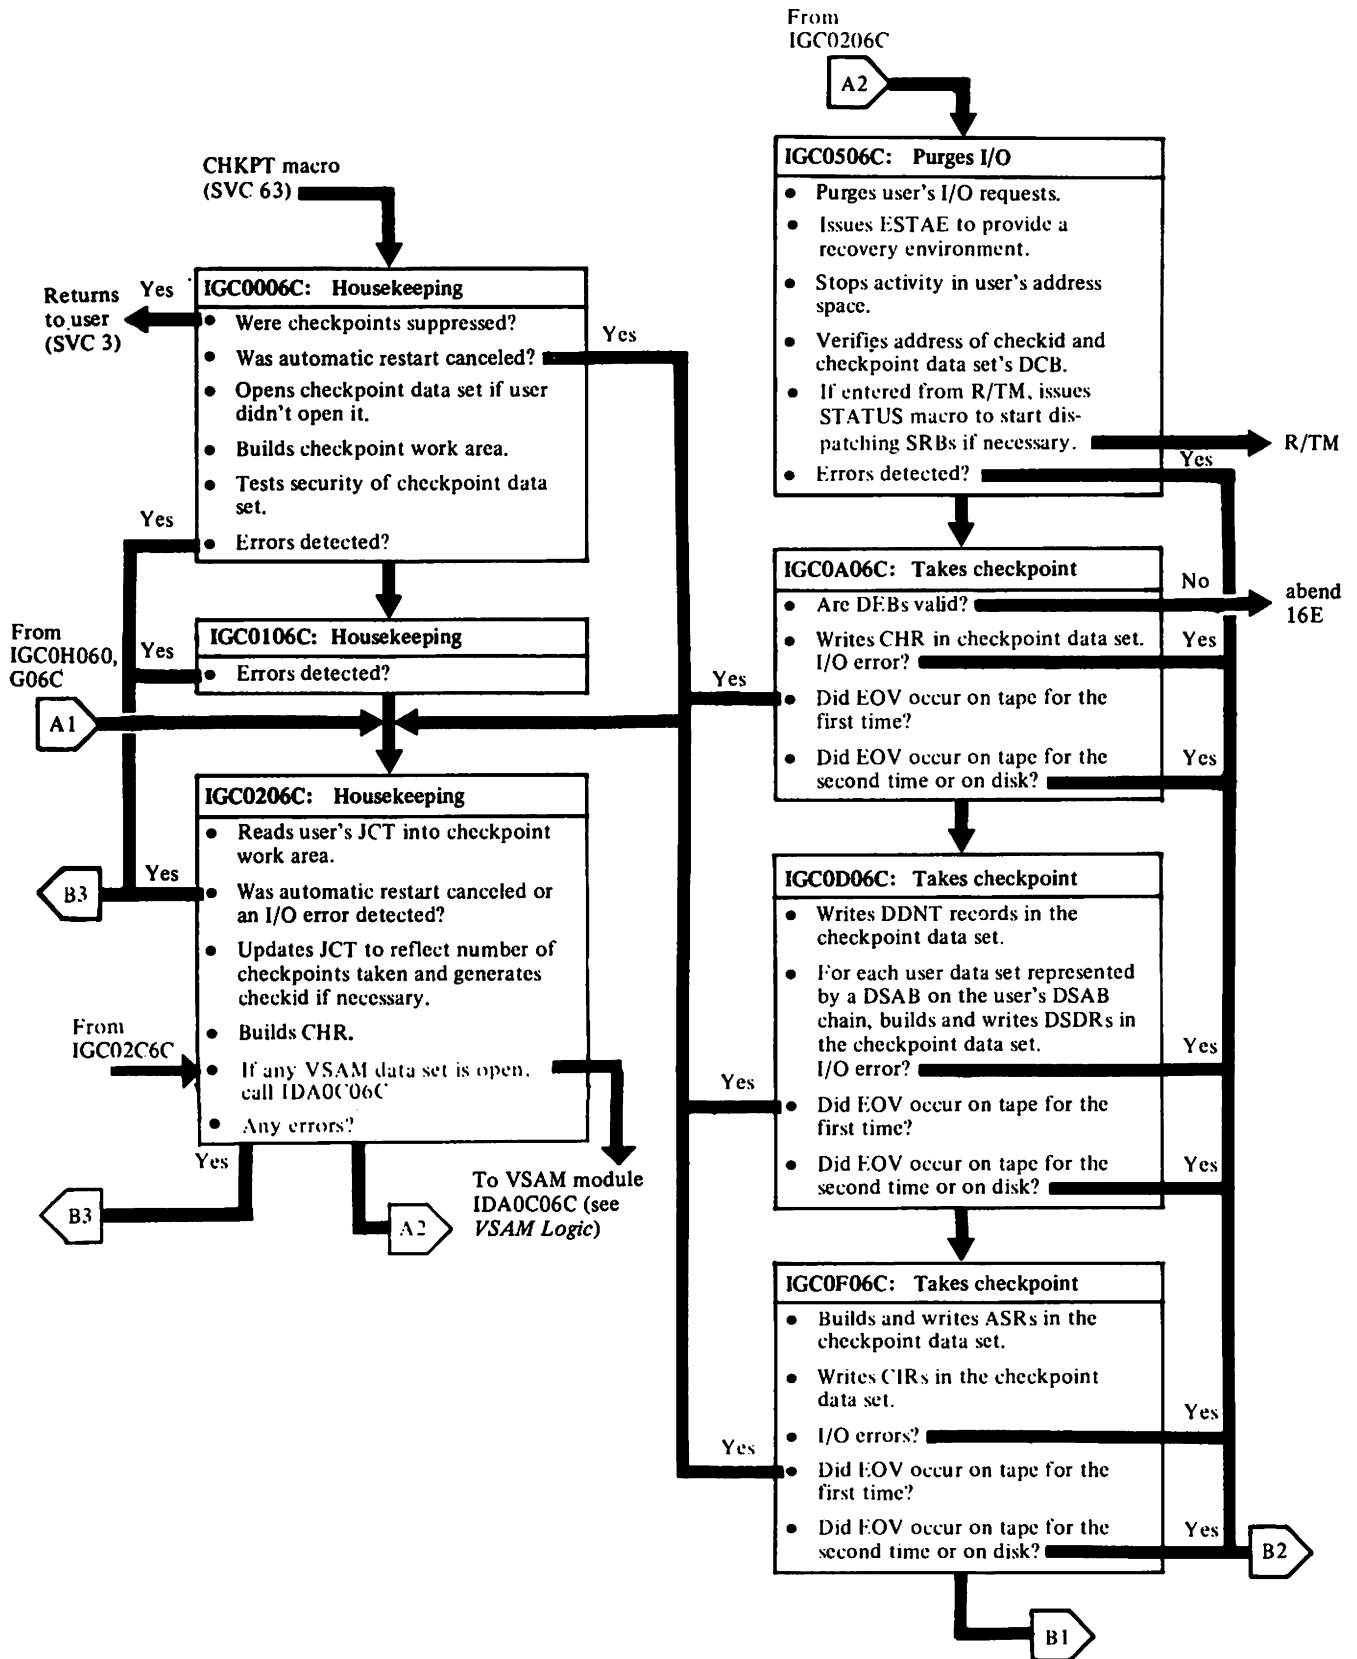 From
IGC0206C
A2
CHKPT macro
(SVC 63)
Returns
to user
(SVC 3)
Yes
IGC0006C: Housekeeping
• Were checkpoints suppressed?
• Was automatic restart canceled?
• Opens checkpoint data set if user
didn't open it.
• Builds checkpoint work area.
• Tests security of checkpoint data
set.
• Errors detected?
Yes
Yes
From
IGC0H060,
G06C
A1
Yes
IGC0106C: Housekeeping
• Errors detected?
IGC0206C: Housekeeping
• Reads user's JCT into checkpoint
work area.
• Was automatic restart canceled or
an I/O error detected?
• Updates JCT to reflect number of
checkpoints taken and generates
checkid if necessary.
• Builds CHR.
• If any VSAM data set is open,
call IDA0C06C
• Any errors?
B3
Yes
From
IGC02C6C
Yes
B3
A2
To VSAM module
IDA0C06C (see
VSAM Logic)
IGC0506C: Purges I/O
• Purges user's I/O requests.
• Issues ESTAE to provide a
recovery environment.
• Stops activity in user's address
space.
• Verifies address of checkid and
checkpoint data set's DCB.
• If entered from R/TM, issues
STATUS macro to start dis-
patching SRBs if necessary.
• Errors detected?
R/TM
Yes
IGC0A06C: Takes checkpoint
• Are DEBs valid?
• Writes CHR in checkpoint data set.
I/O error?
• Did EOV occur on tape for the
first time?
• Did EOV occur on tape for the
second time or on disk?
No
abend
16E
Yes
Yes
Yes
IGC0D06C: Takes checkpoint
• Writes DDNT records in the
checkpoint data set.
• For each user data set represented
by a DSAB on the user's DSAB
chain, builds and writes DSDRs in
the checkpoint data set.
I/O error?
• Did EOV occur on tape for the
first time?
• Did EOV occur on tape for the
second time or on disk?
Yes
Yes
Yes
IGC0F06C: Takes checkpoint
• Builds and writes ASRs in the
checkpoint data set.
• Writes CIRs in the checkpoint
data set.
• I/O errors?
• Did EOV occur on tape for the
first time?
• Did EOV occur on tape for the
second time or on disk?
Yes
Yes
Yes
B2
B1